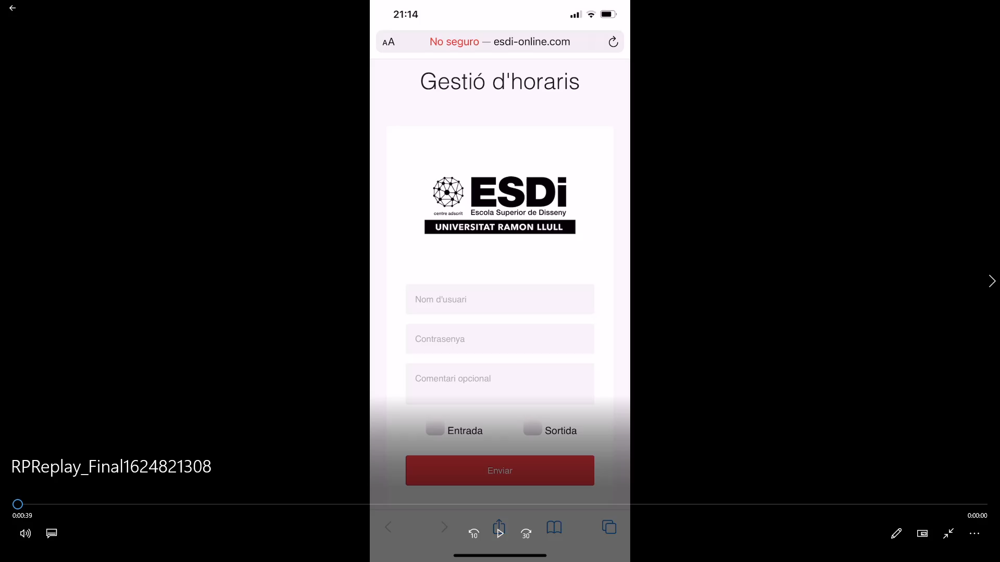 21:14
AA No seguro — esdi-online.com
Gestió d'horaris
ESDi
centre adscrit Escola Superior de Disseny
UNIVERSITAT RAMON LLULL
Nom d'usuari
Contrasenya
Comentari opcional
Entrada Sortida
RPReplay_Final1624821308
Enviar
0:00:39 0:00:00
10 30